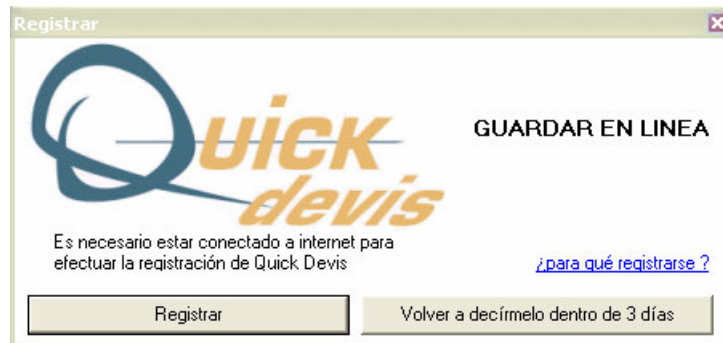 Registrar
Quick
devis
GUARDAR EN LINEA
Es necesario estar conectado a internet para
efectuar la registración de Quick Devis
¿para qué registrarse ?
Registrar
Volver a decírmelo dentro de 3 días